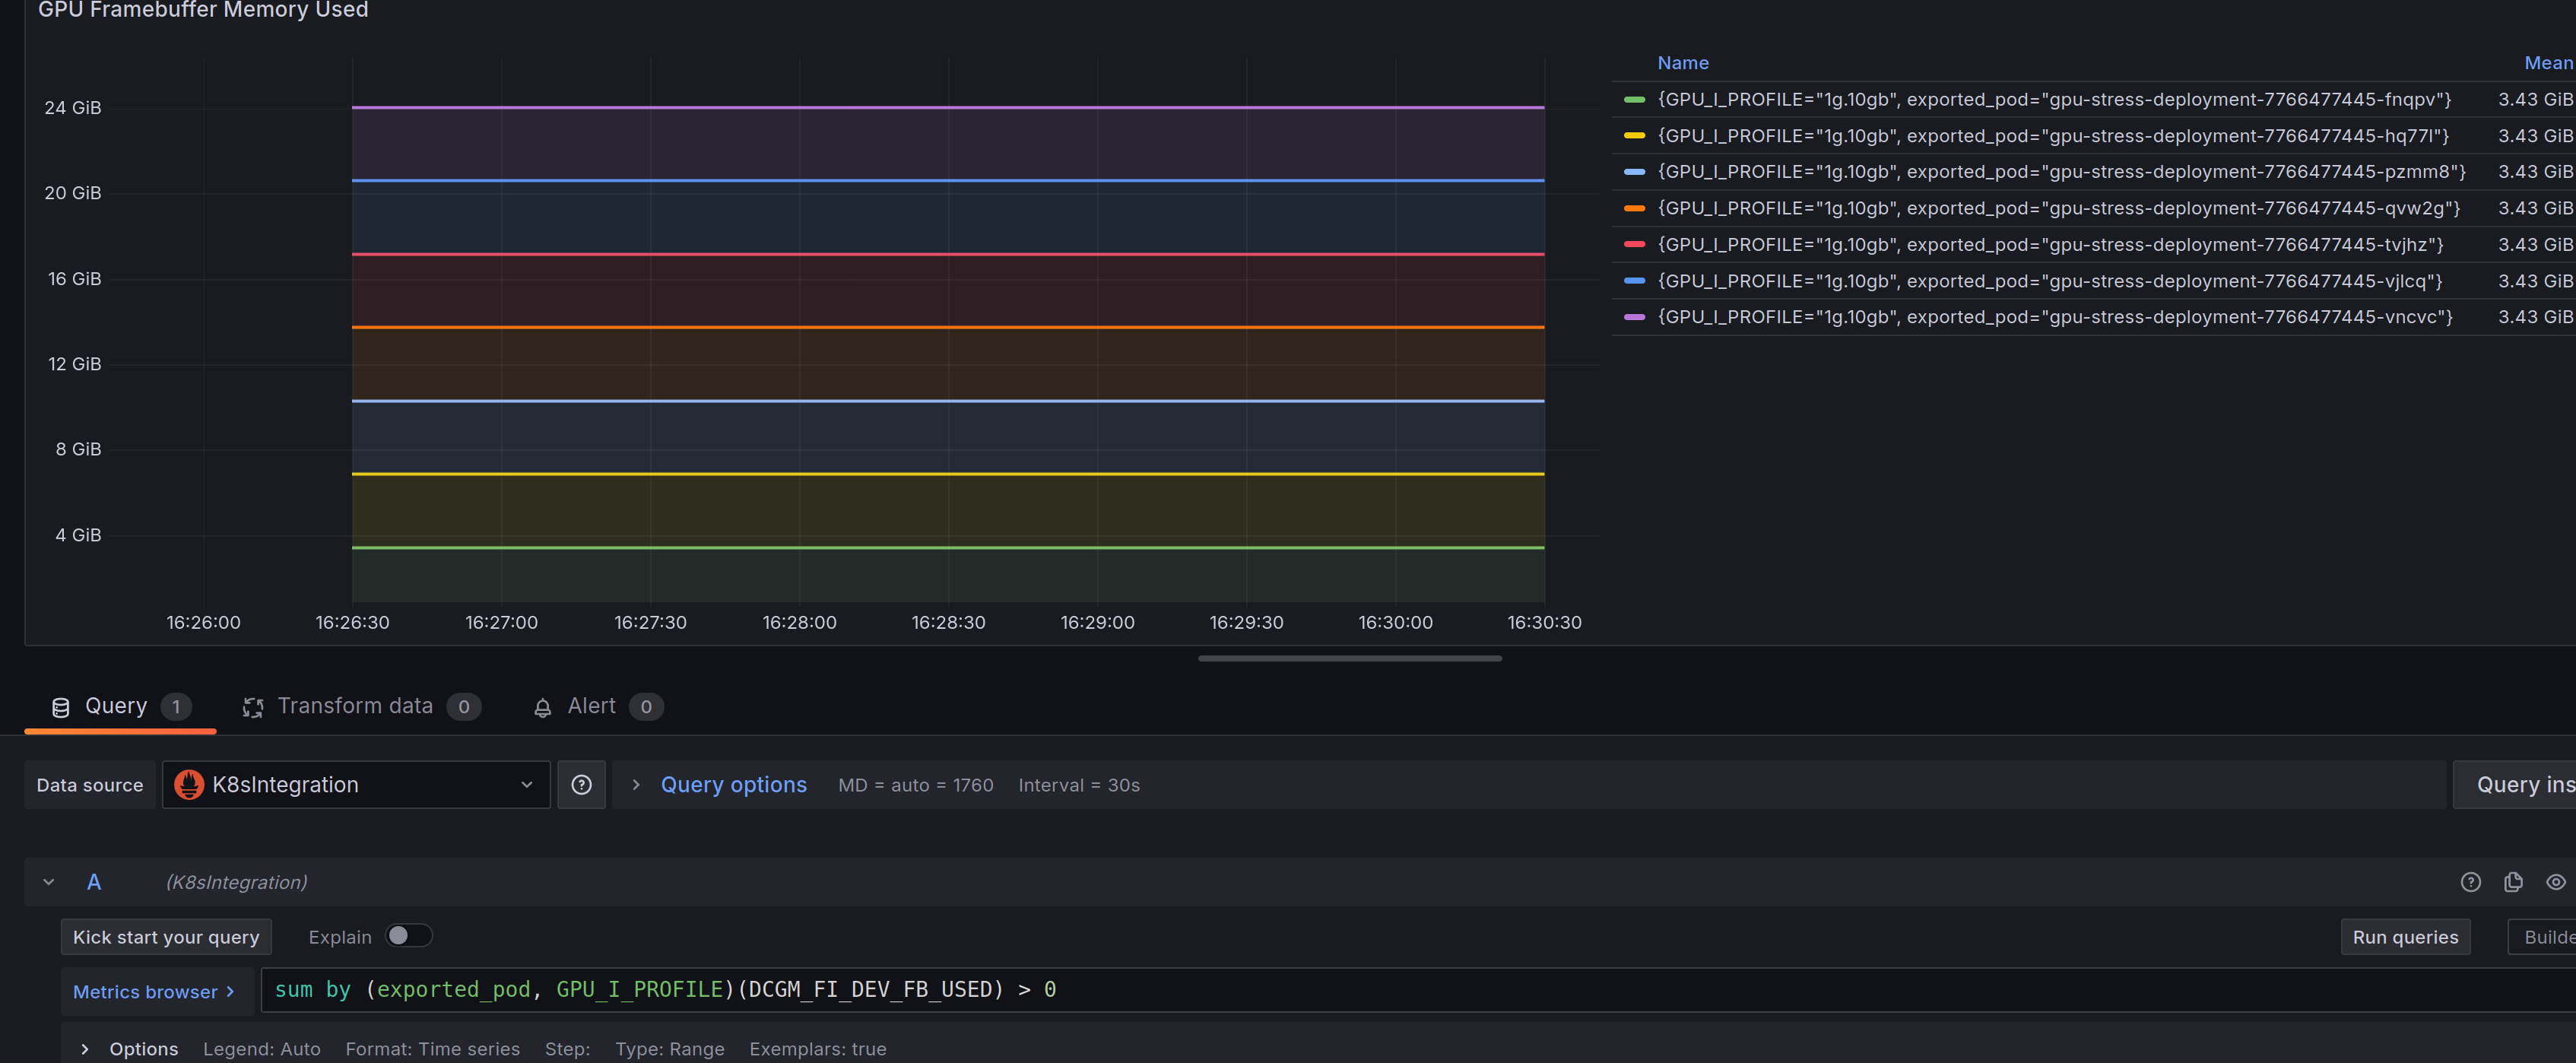 GPU Framebuffer Memory Used
24 GiB
20 GiB
16 GiB
12 GiB
8 GiB
4 GiB
16:26:00 16:26:30 16:27:00 16:27:30 16:28:00 16:28:30 16:29:00 16:29:30 16:30:00 16:30:30
Name Mean
{GPU_I_PROFILE="1g.10gb", exported_pod="gpu-stress-deployment-7766477445-fnqpv"} 3.43 GiB
{GPU_I_PROFILE="1g.10gb", exported_pod="gpu-stress-deployment-7766477445-hq77l"} 3.43 GiB
{GPU_I_PROFILE="1g.10gb", exported_pod="gpu-stress-deployment-7766477445-pzmm8"} 3.43 GiB
{GPU_I_PROFILE="1g.10gb", exported_pod="gpu-stress-deployment-7766477445-qvw2g"} 3.43 GiB
{GPU_I_PROFILE="1g.10gb", exported_pod="gpu-stress-deployment-7766477445-tvjhz"} 3.43 GiB
{GPU_I_PROFILE="1g.10gb", exported_pod="gpu-stress-deployment-7766477445-vjlcq"} 3.43 GiB
{GPU_I_PROFILE="1g.10gb", exported_pod="gpu-stress-deployment-7766477445-vncvc"} 3.43 GiB
Query 1 Transform data 0 Alert 0
Data source K8sIntegration Query options MD = auto = 1760 Interval = 30s Query ins
A (K8sIntegration)
Kick start your query Explain Run queries Builde
Metrics browser > sum by (exported_pod, GPU_I_PROFILE)(DCGM_FI_DEV_FB_USED) > 0
Options Legend: Auto Format: Time series Step: Type: Range Exemplars: true